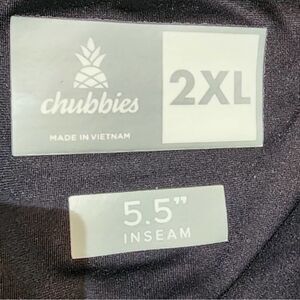 chubbies
MADE IN VIETNAM
2XL
5.5"
INSEAM